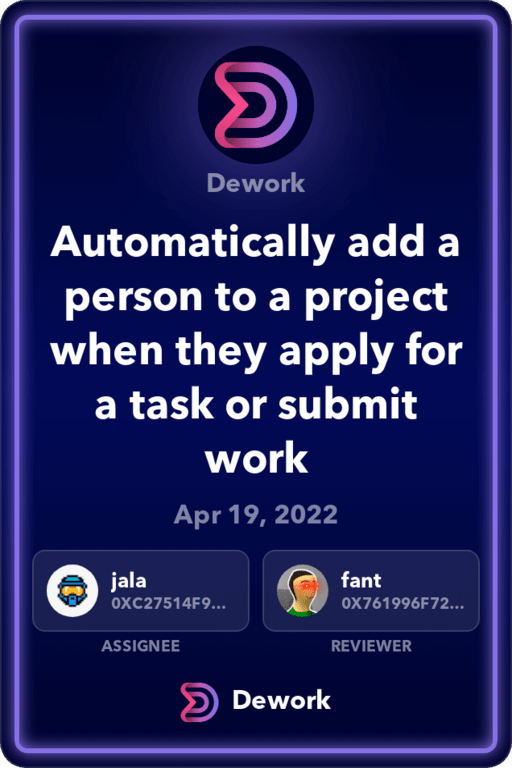 Dework
Automatically add a
person to a project
when they apply for
a task or submit
work
Apr 19, 2022
jala
0XC27514F9...
ASSIGNEE
fant
0X761996F72...
REVIEWER
Dework